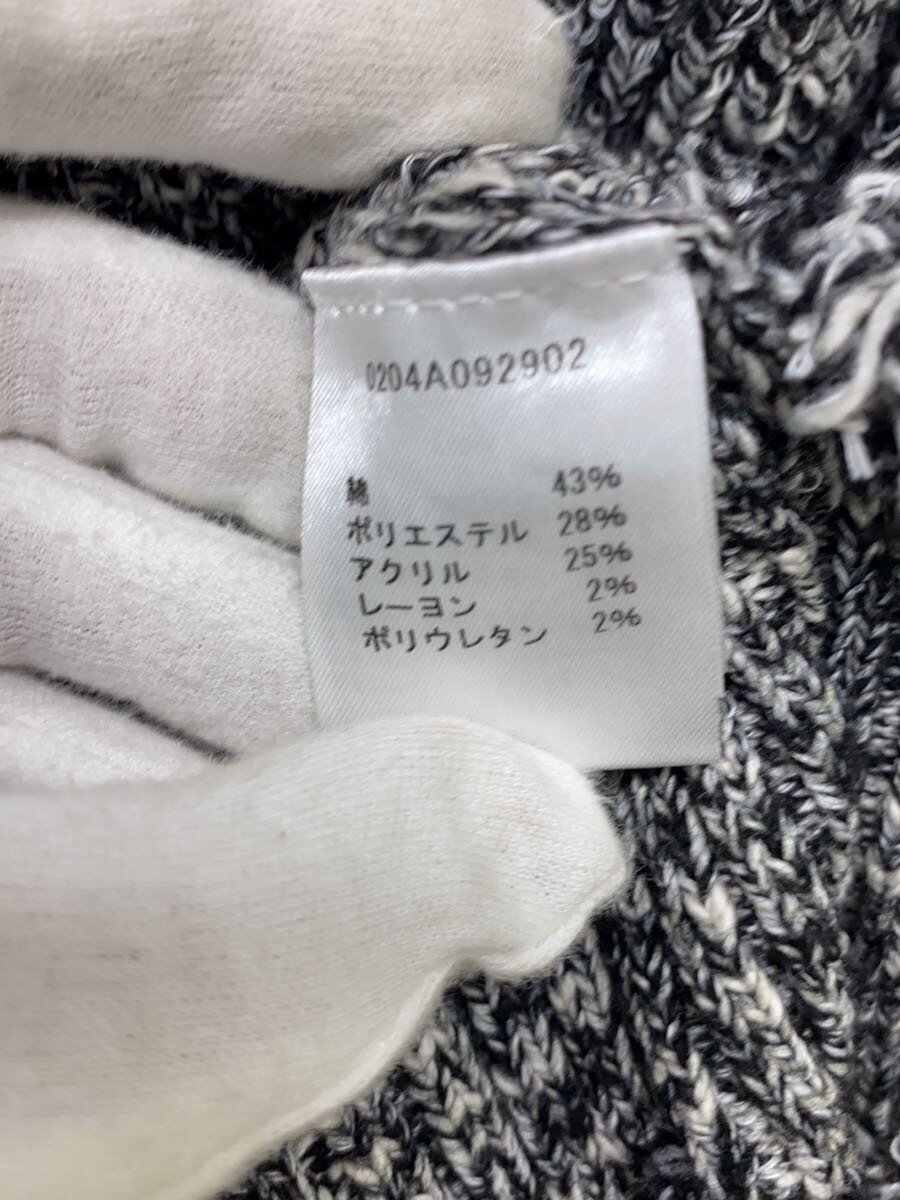 0204A092902
綿 43%
ポリエステル 28%
アクリル 25%
レーヨン 2%
ポリウレタン 2%